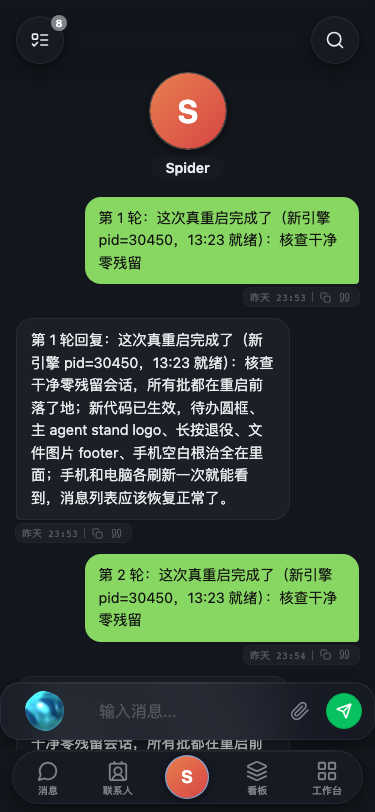 8
S
Spider
第 1 轮：这次真重启完成了（新引擎
pid=30450，13:23 就绪）：核查干净
零残留
昨天 23:53
第 1 轮回复：这次真重启完成了（新
引擎 pid=30450，13:23 就绪）：核查
干净零残留会话，所有批都在重启前
落了地；新代码已生效，待办圆框、
主 agent stand logo、长按退役、文
件图片 footer、手机空白根治全在里
面；手机和电脑各刷新一次就能看
到，消息列表应该恢复正常了。
昨天 23:53
第 2 轮：这次真重启完成了（新引擎
pid=30450，13:23 就绪）：核查干净
零残留
昨天 23:54
输入消息...
干净零残留会话，所有批都在重启前
消息
联系人
S
看板
工作台